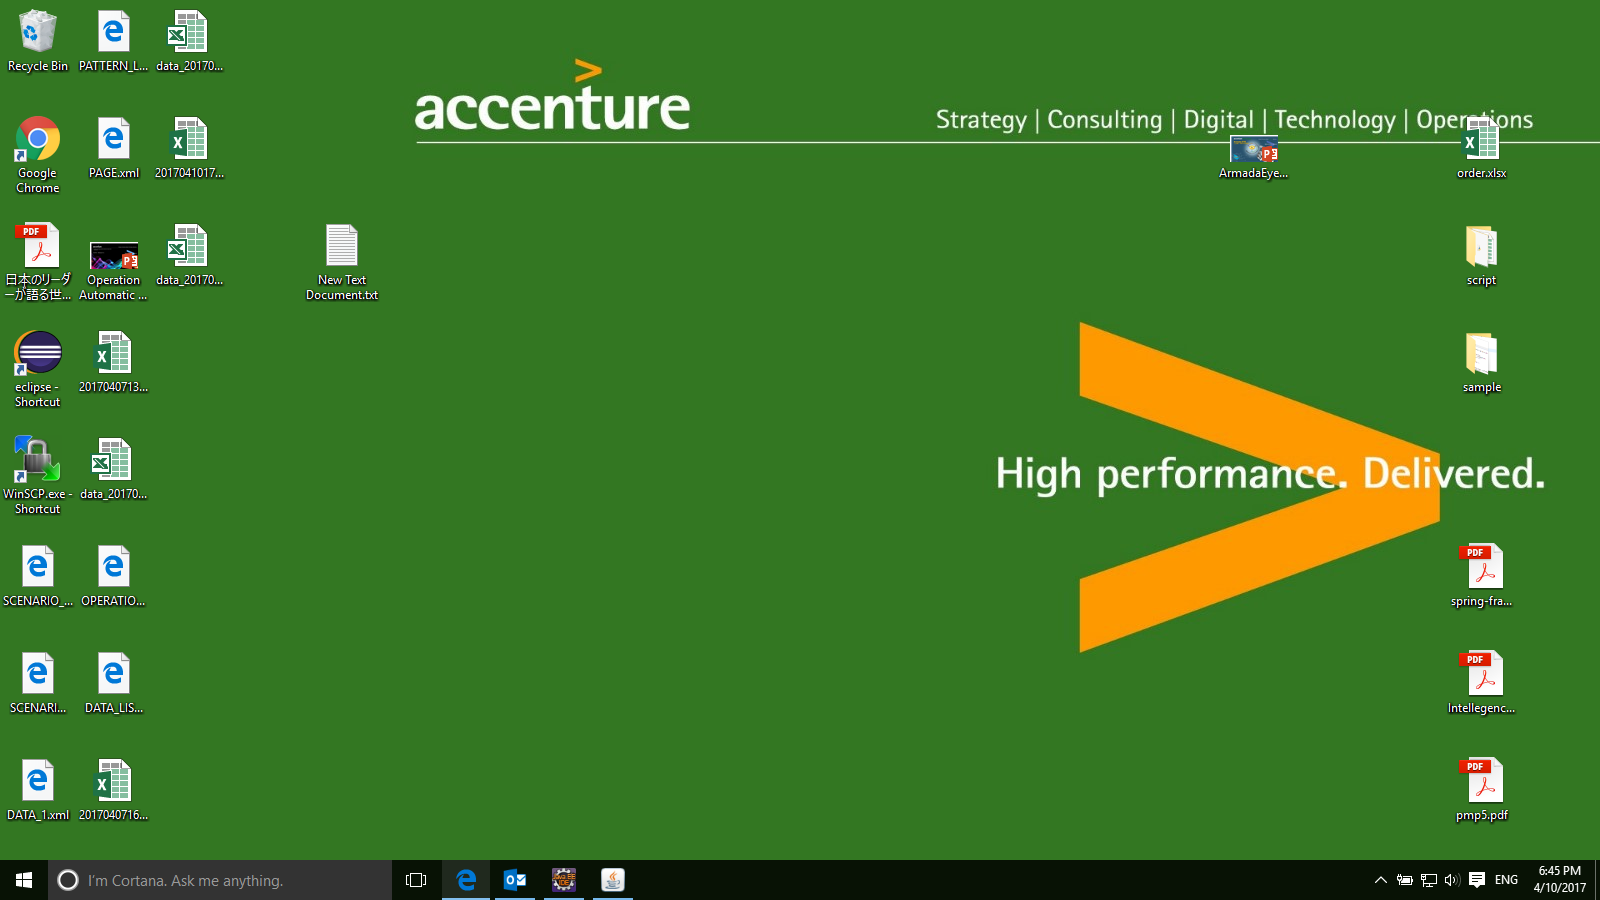 accenture
Strategy | Consulting | Digital | Technology | Operations
High performance. Delivered.
Recycle Bin
PATTERN_L...
data_20170...
Google
Chrome
PAGE.xml
2017041017...
ArmadaEye...
order.xlsx
日本のリーダ
ーが語る世...
Operation
Automatic ...
data_20170...
New Text
Document.txt
script
eclipse -
Shortcut
2017040713...
sample
WinSCP.exe -
Shortcut
data_20170...
SCENARIO_...
OPERATIO...
spring-fra...
SCENARI...
DATA_LIS...
Intellegenc...
DATA_1.xml
2017040716...
pmp5.pdf
I'm Cortana. Ask me anything.
ENG
6:45 PM
4/10/2017